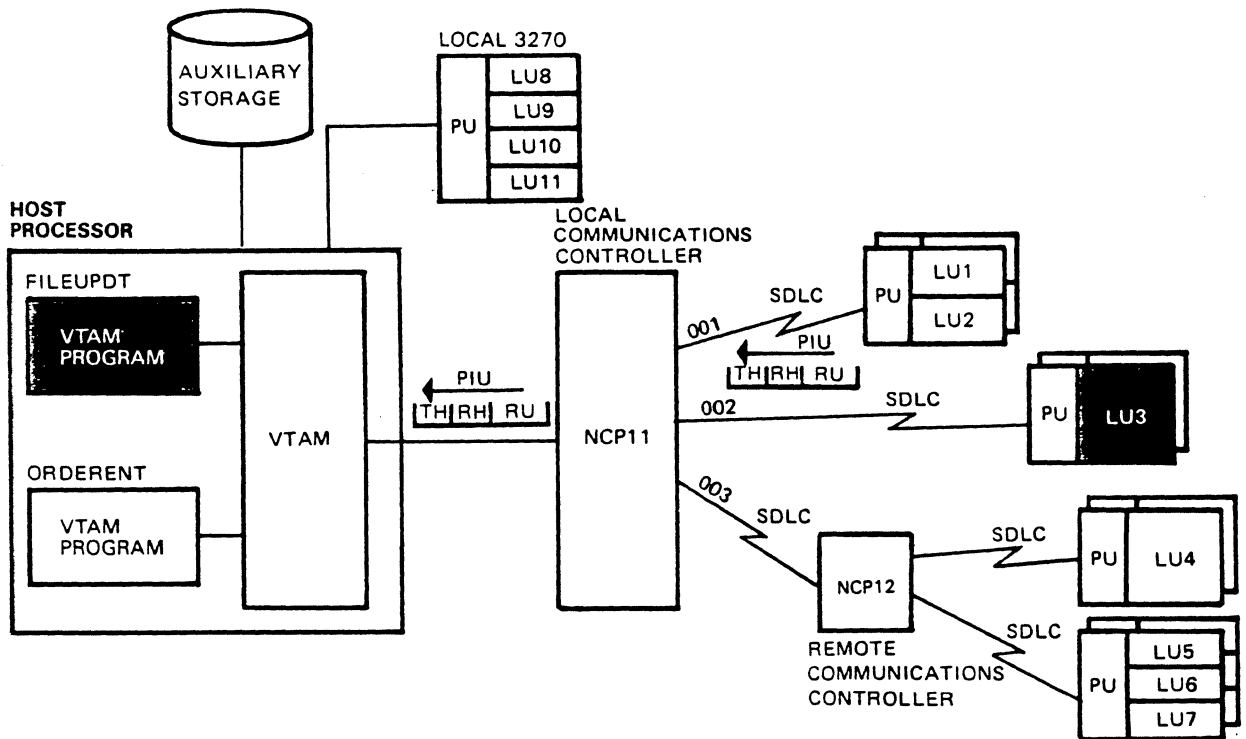 AUXILIARY
STORAGE
LOCAL 3270
PU
LU8
LU9
LU10
LU11
HOST
PROCESSOR
FILEUPDT
VTAM
PROGRAM
ORDERENT
VTAM
PROGRAM
VTAM
PIU
TH RH RU
LOCAL
COMMUNICATIONS
CONTROLLER
NCP11
001
SDLC
PIU
TH RH RU
PU
LU1
LU2
002
SDLC
PU
LU3
003
SDLC
NCP12
REMOTE
COMMUNICATIONS
CONTROLLER
SDLC
PU
LU4
SDLC
PU
LU5
LU6
LU7